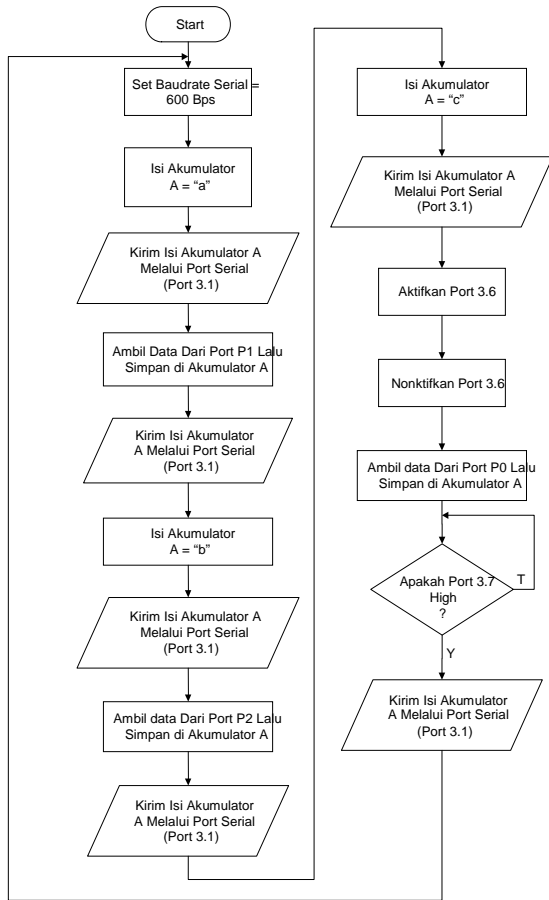 Start
Set Baudrate Serial =
600 Bps
Isi Akumulator
A = “a”
Kirim Isi Akumulator A
Melalui Port Serial
(Port 3.1)
Ambil Data Dari Port P1 Lalu
Simpan di Akumulator A
Kirim Isi Akumulator
A Melalui Port Serial
(Port 3.1)
Isi Akumulator
A = “b”
Kirim Isi Akumulator A
Melalui Port Serial
(Port 3.1)
Ambil data Dari Port P2 Lalu
Simpan di Akumulator A
Kirim Isi Akumulator
A Melalui Port Serial
(Port 3.1)
Isi Akumulator
A = “c”
Kirim Isi Akumulator A
Melalui Port Serial
(Port 3.1)
Aktifkan Port 3.6
Nonktifkan Port 3.6
Ambil data Dari Port P0 Lalu
Simpan di Akumulator A
Apakah Port 3.7
High
?
T
Y
Kirim Isi Akumulator
A Melalui Port Serial
(Port 3.1)